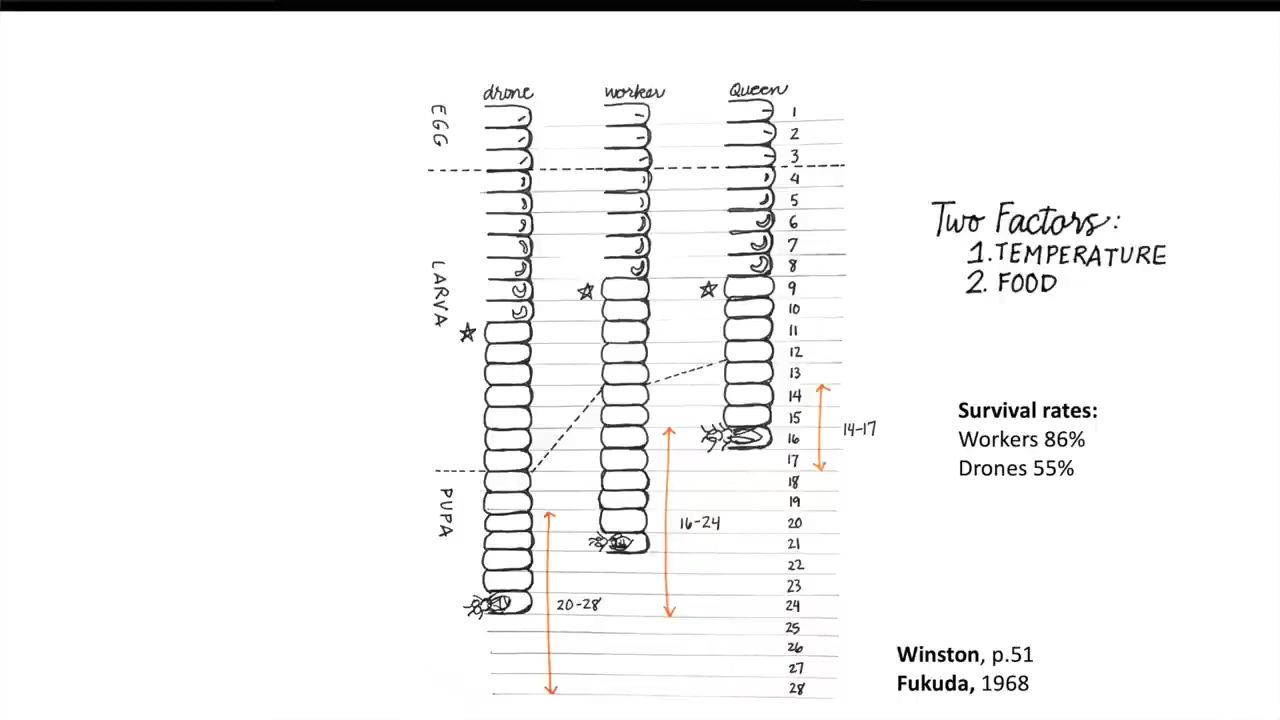 drone worker Queen
EGG
LARVA
PUPA
1
2
3
4
5
6
7
8
9
10
11
12
13
14
15
16
17
18
19
20
21
22
23
24
25
26
27
28
14-17
16-24
20-28
Two Factors:
1. TEMPERATURE
2. FOOD
Survival rates:
Workers 86%
Drones 55%
Winston, p.51
Fukuda, 1968